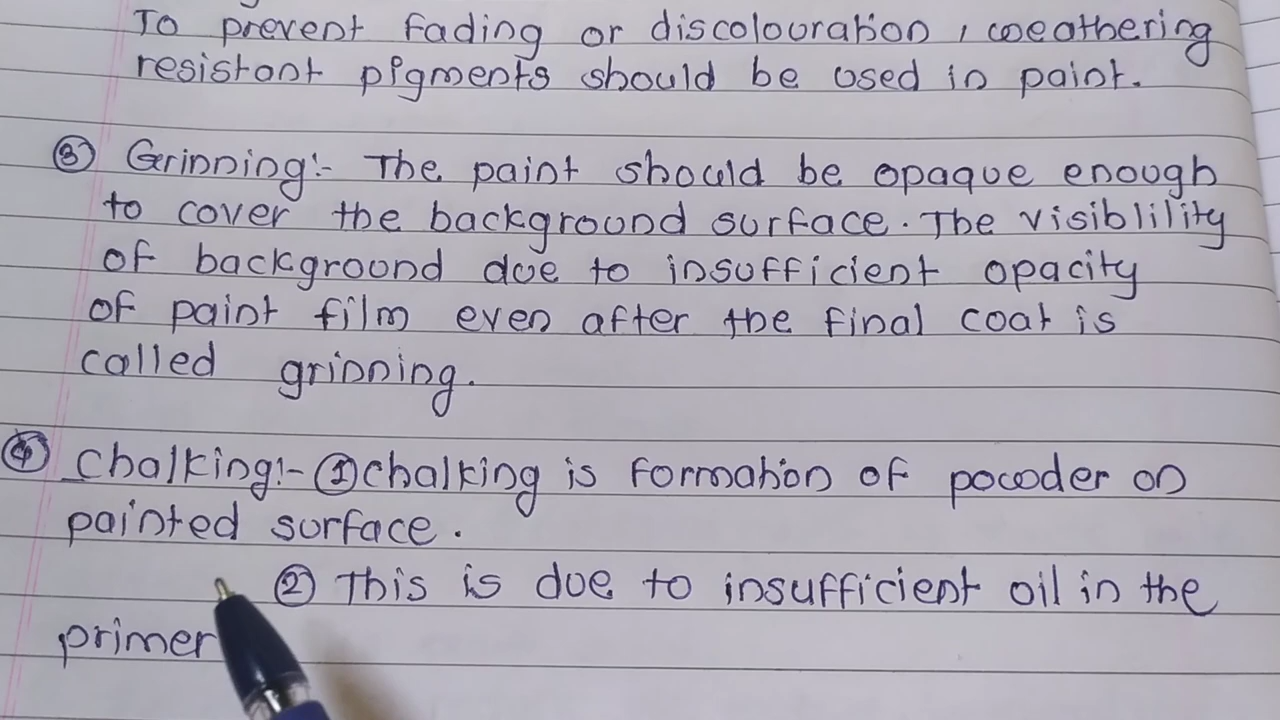 To prevent fading or discolouration, weathering
resistant pigments should be used in paint.
③ Grinning:- The paint should be opaque enough
to cover the background surface. The visiblility
of background due to insufficient opacity
of paint film even after the final coat is
called grinning.
④ Chalking:- ① chalking is formation of powder on
painted surface.
② This is due to insufficient oil in the
primer